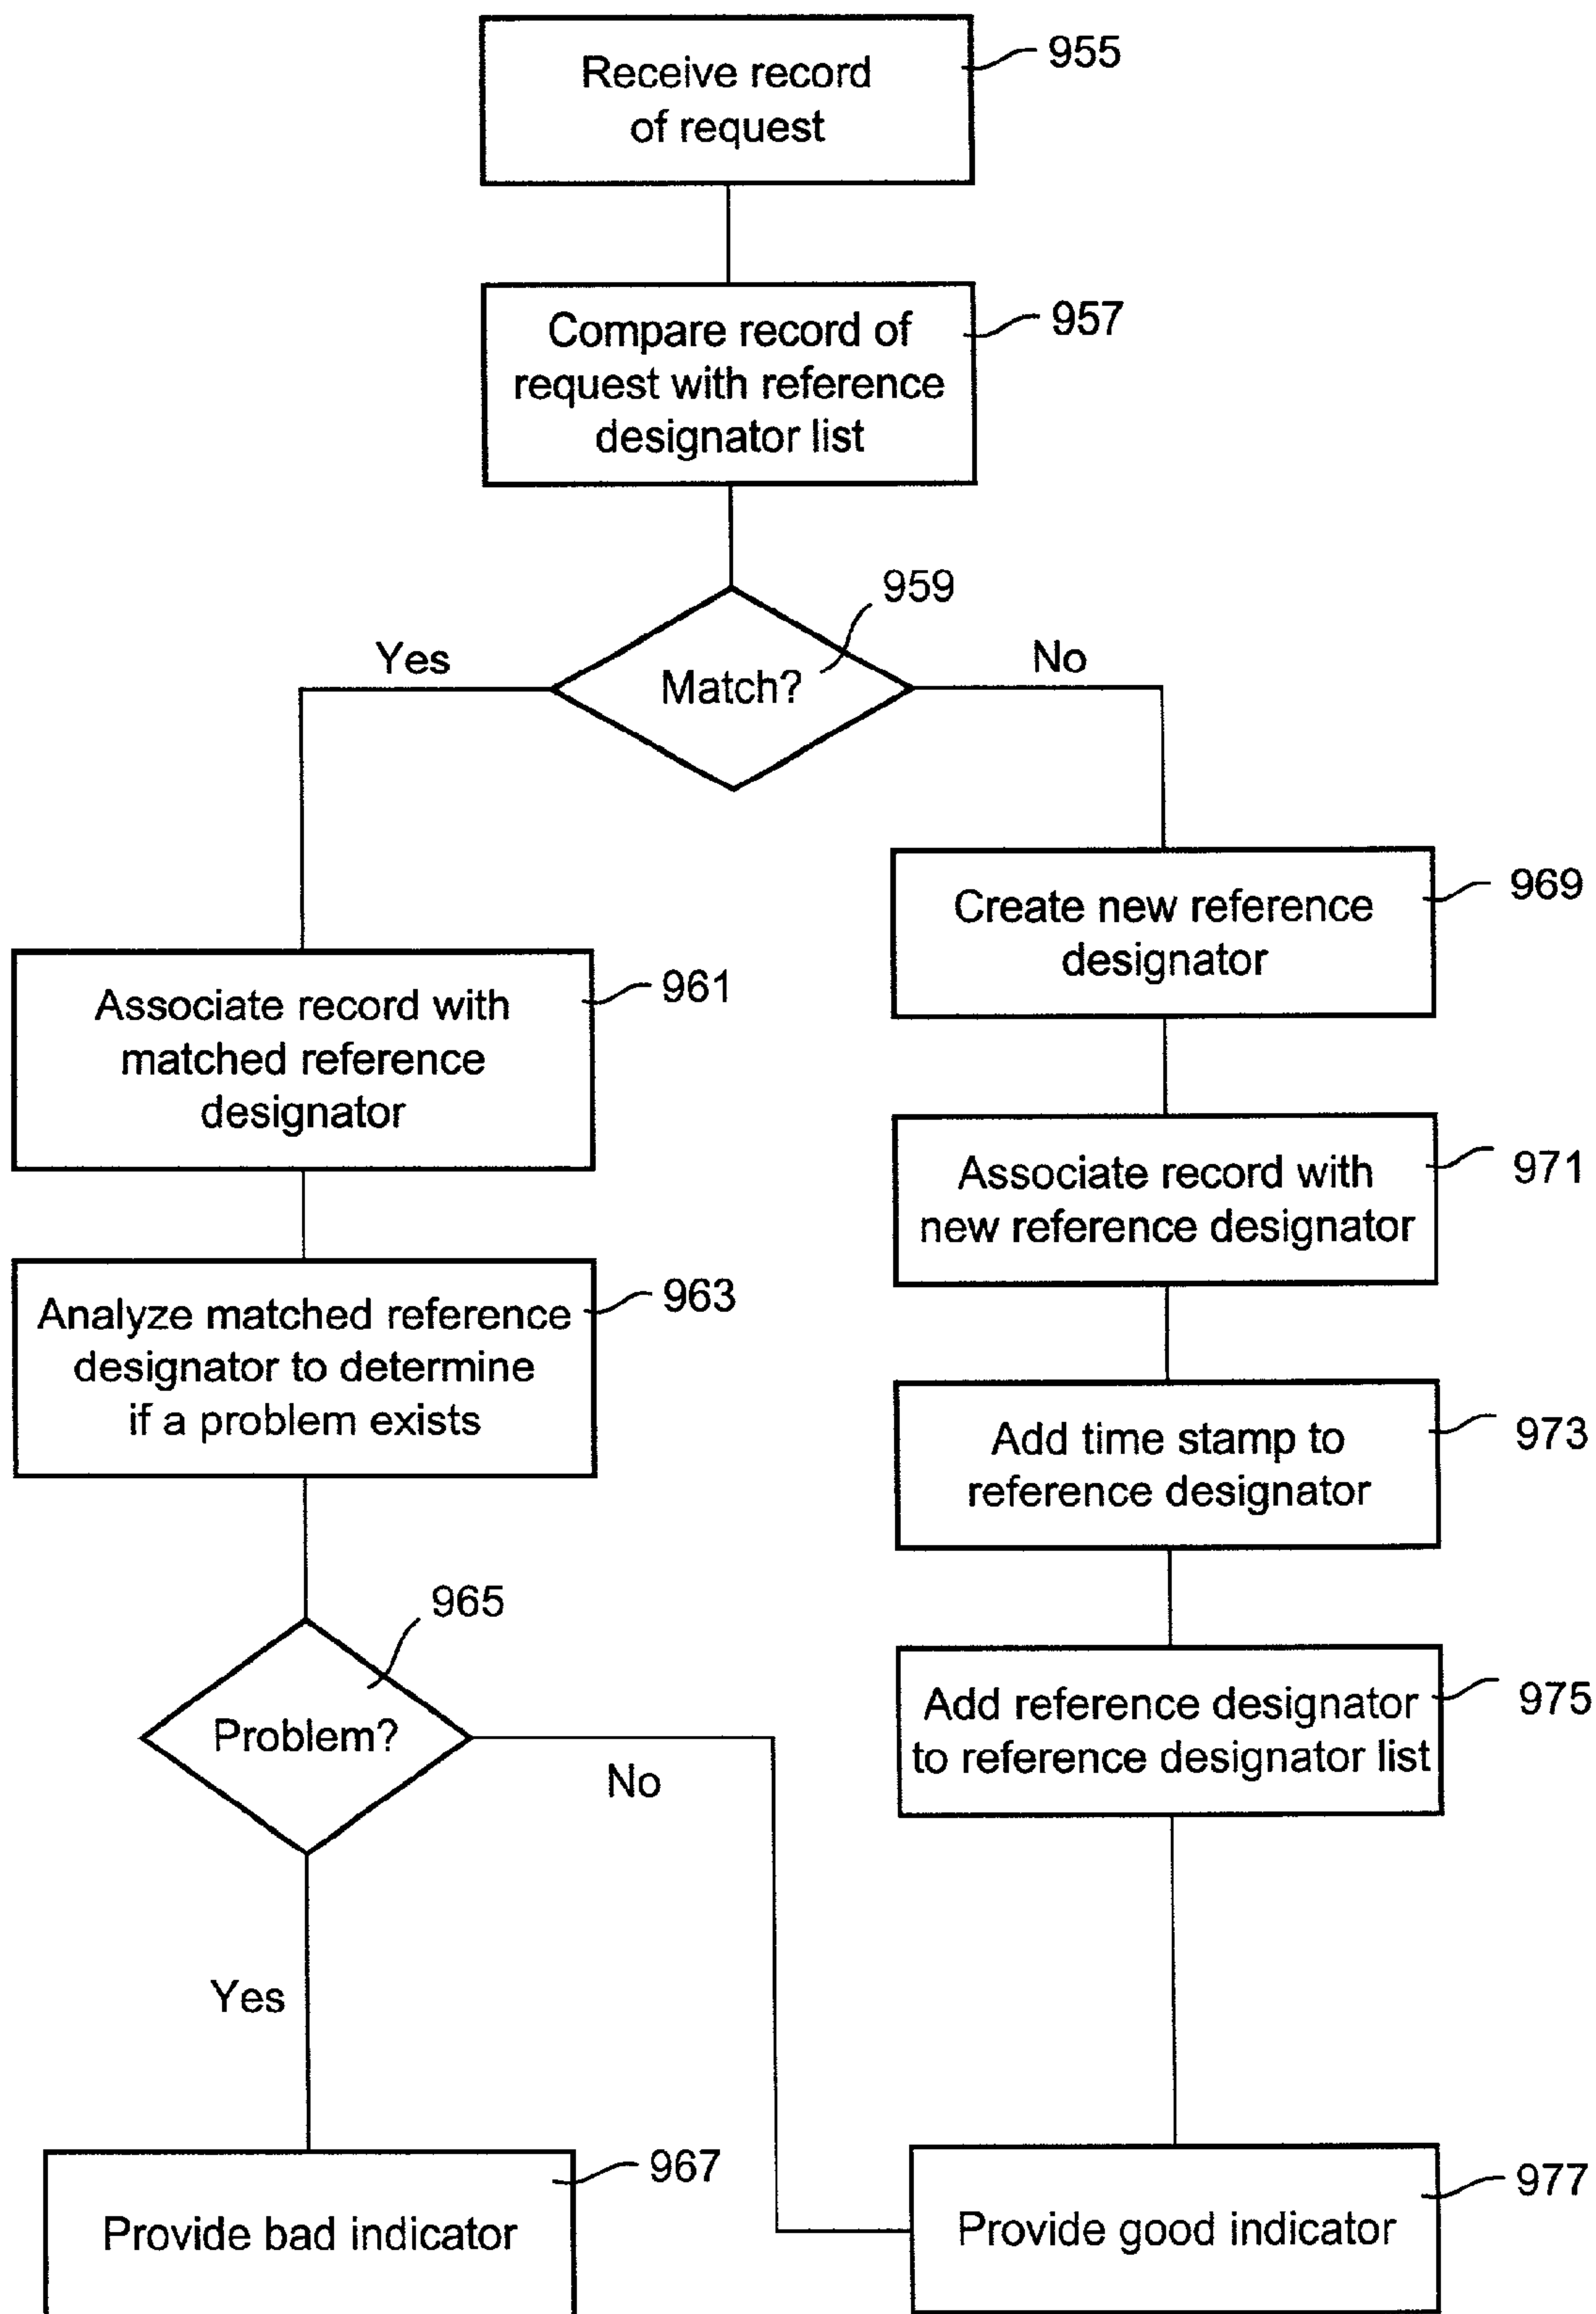 Receive record
of request
955
Compare record of
request with reference
designator list
957
959
Match?
Yes
No
Create new reference
designator
969
Associate record with
matched reference
designator
961
Associate record with
new reference designator
971
Analyze matched reference
designator to determine
if a problem exists
963
Add time stamp to
reference designator
973
965
Problem?
No
Yes
Add reference designator
to reference designator list
975
Provide bad indicator
967
Provide good indicator
977